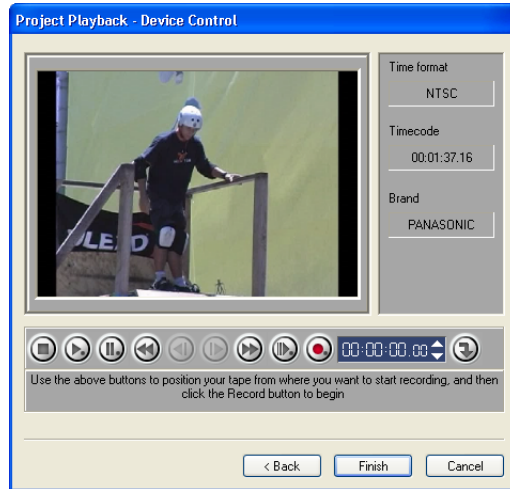 Project Playback - Device Control
Time format
NTSC
Timecode
00:01:37.16
Brand
PANASONIC
00:00:00.00
Use the above buttons to position your tape from where you want to start recording, and then
click the Record button to begin
< Back
Finish
Cancel